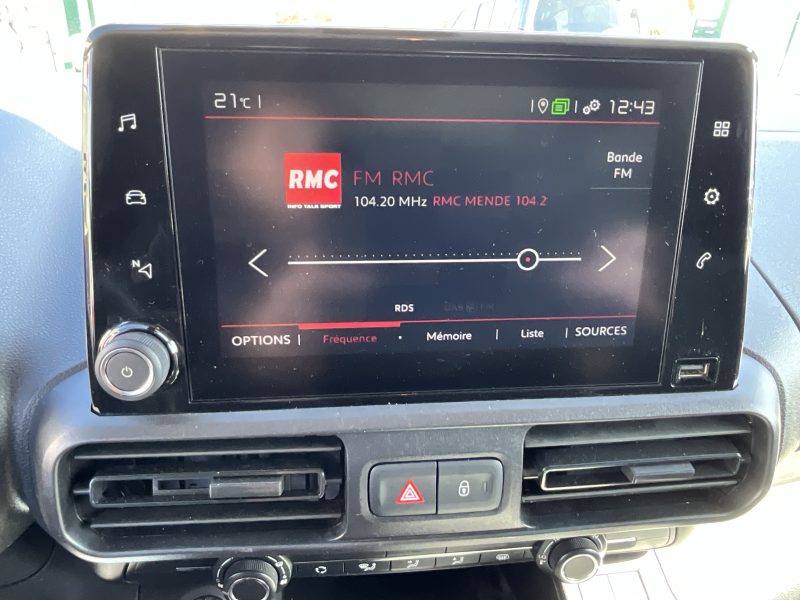 21°C
12:43
Bande
FM
RMC
INFO TALK SPORT
FM RMC
104.20 MHz RMC MENDE 104.2
N
RDS
OPTIONS Fréquence Mémoire Liste SOURCES